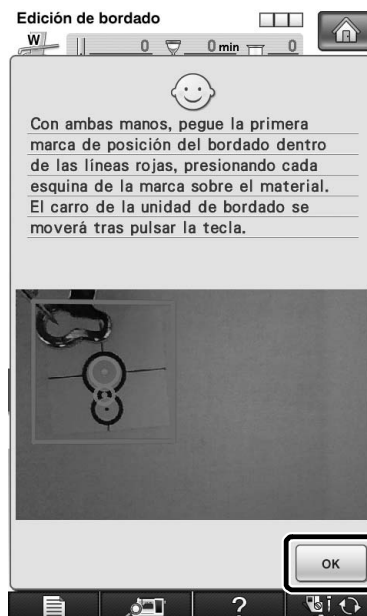 Edición de bordado
W
0 0 min 0
Con ambas manos, pegue la primera
marca de posición del bordado dentro
de las líneas rojas, presionando cada
esquina de la marca sobre el material.
El carro de la unidad de bordado se
moverá tras pulsar la tecla.
OK
?